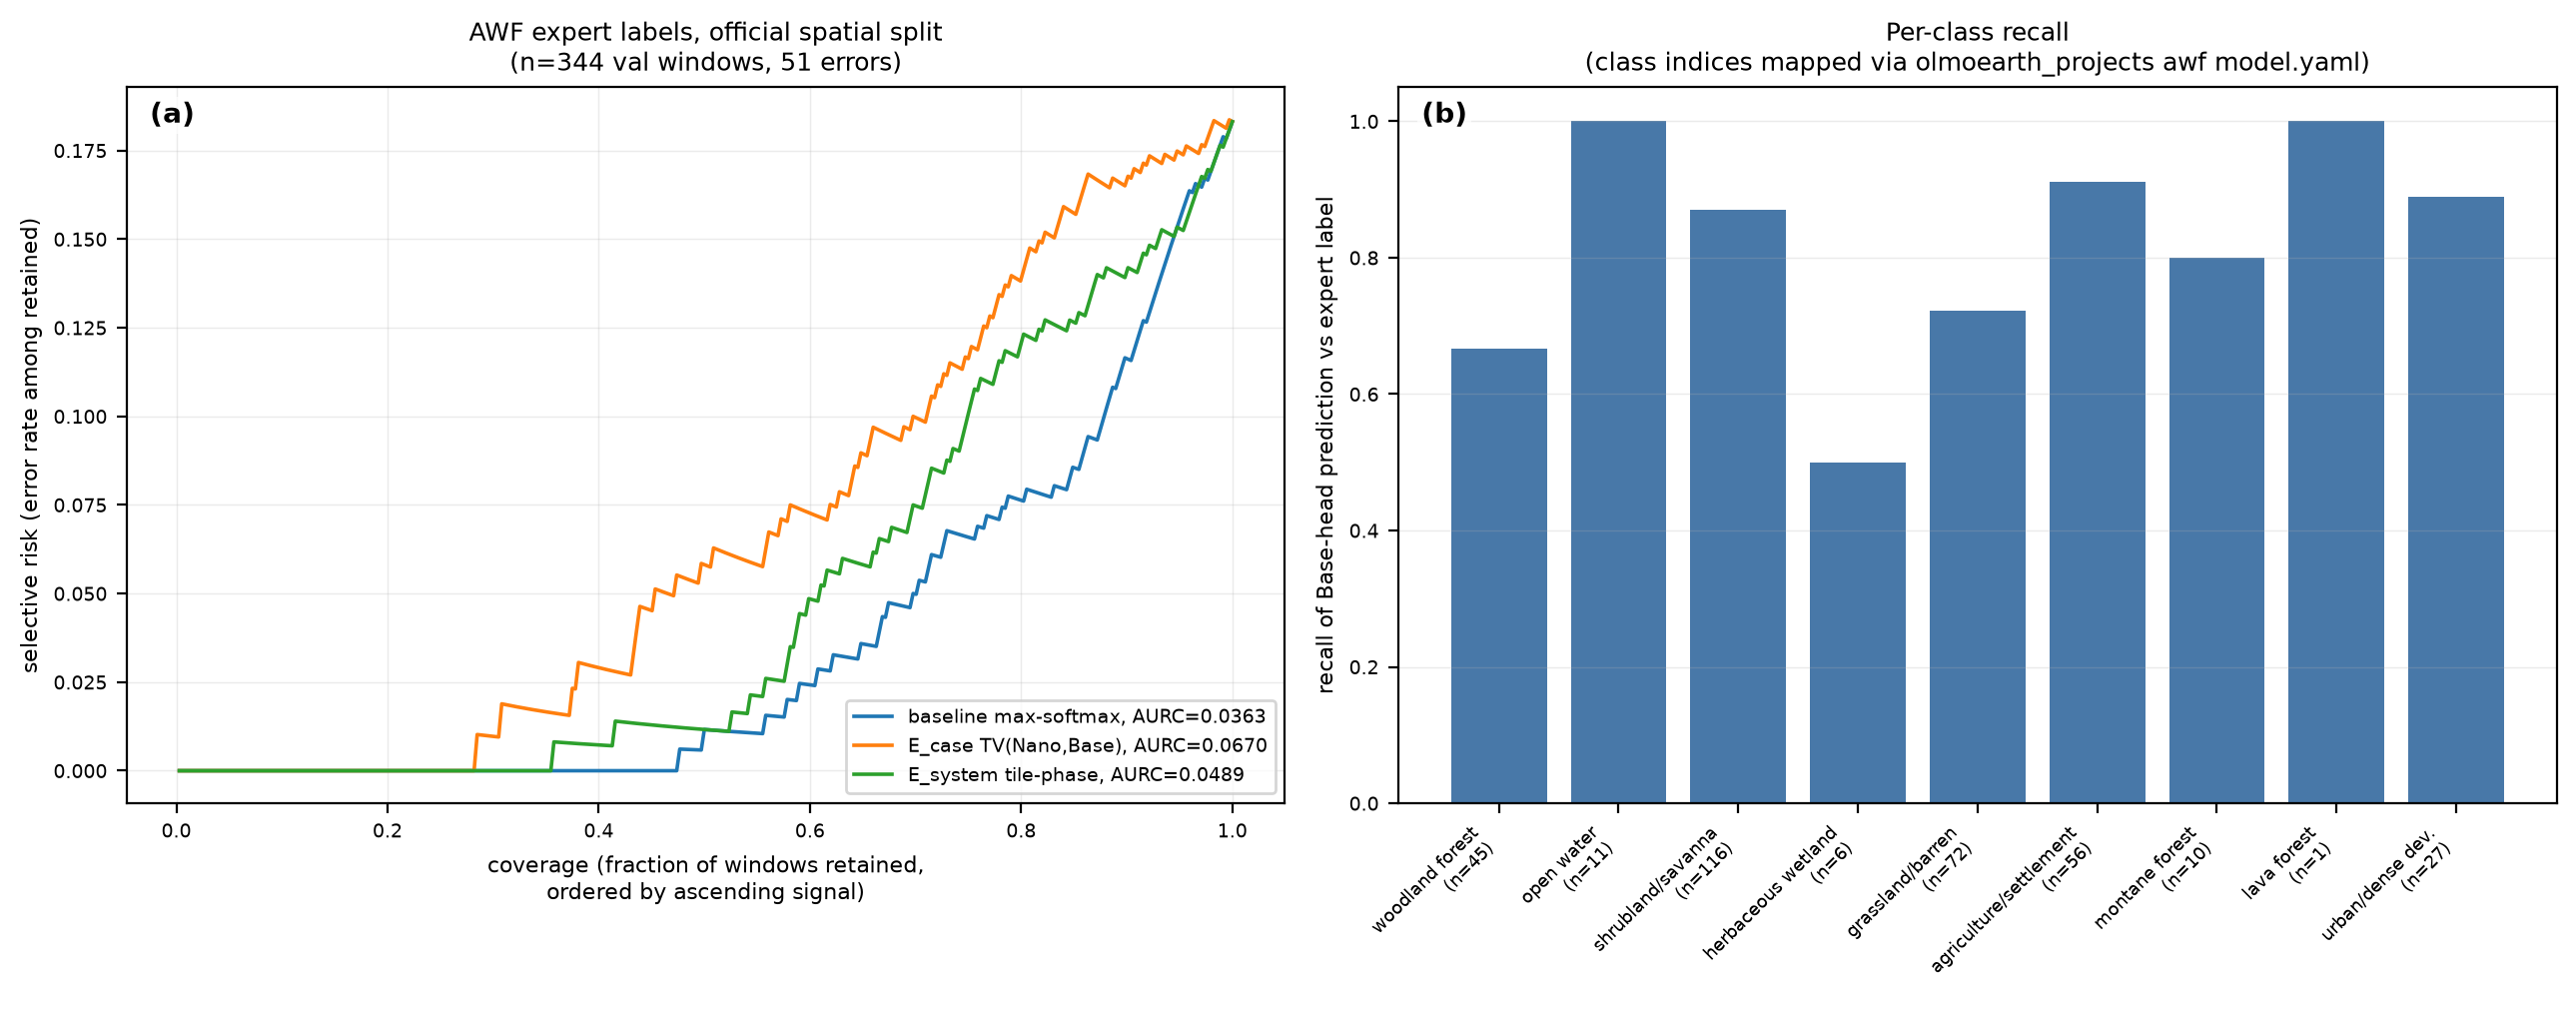 AWF expert labels, official spatial split
(n=344 val windows, 51 errors)
(a)
selective risk (error rate among retained)
0.175
0.150
0.125
0.100
0.075
0.050
0.025
0.000
baseline max-softmax, AURC=0.0363
E_case TV(Nano,Base), AURC=0.0670
E_system tile-phase, AURC=0.0489
0.0
0.2
0.4
0.6
0.8
1.0
coverage (fraction of windows retained,
ordered by ascending signal)
Per-class recall
(class indices mapped via olmoearth_projects awf model.yaml)
(b)
recall of Base-head prediction vs expert label
1.0
0.8
0.6
0.4
0.2
0.0
woodland forest
(n=45)
open water
(n=11)
shrubland/savanna
(n=116)
herbaceous wetland
(n=6)
grassland/barren
(n=72)
agriculture/settlement
(n=56)
montane forest
(n=10)
lava forest
(n=1)
urban/dense dev.
(n=27)